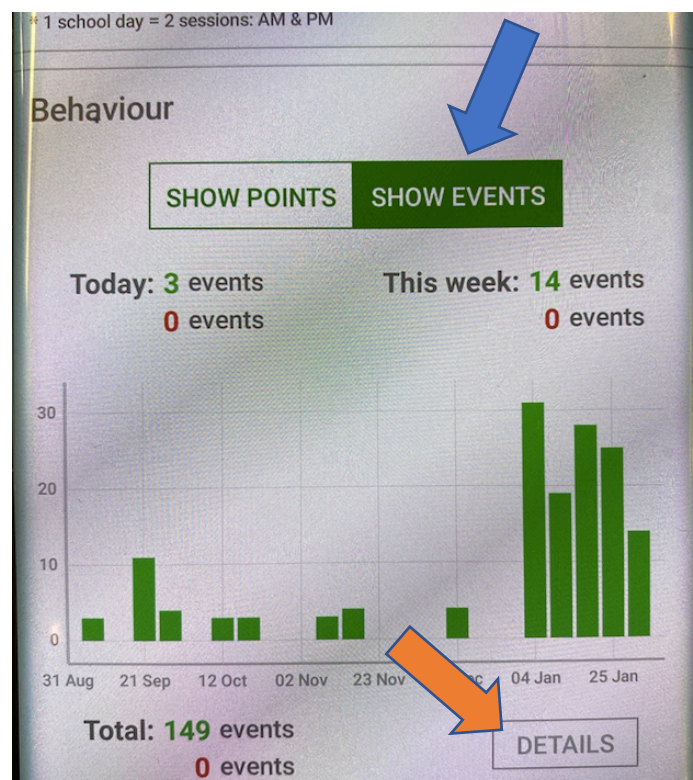 * 1 school day = 2 sessions: AM & PM
Behaviour
SHOW POINTS SHOW EVENTS
Today: 3 events This week: 14 events
0 events 0 events
30
20
10
0
31 Aug 21 Sep 12 Oct 02 Nov 23 Nov 04 Jan 25 Jan
Total: 149 events
0 events
DETAILS